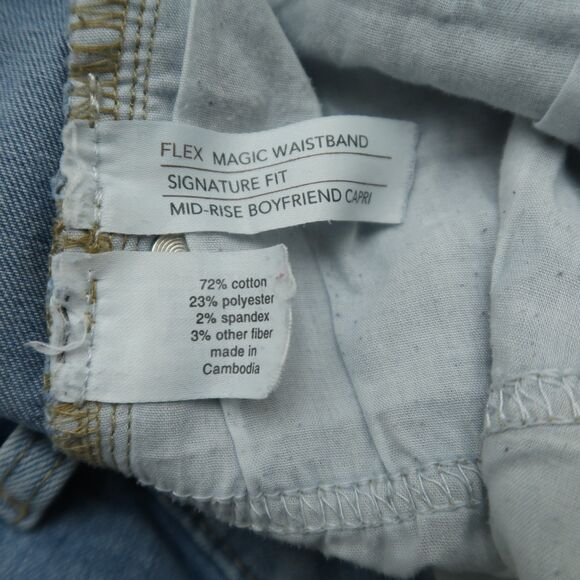 FLEX MAGIC WAISTBAND
SIGNATURE FIT
MID-RISE BOYFRIEND CAPRI
72% cotton
23% polyester
2% spandex
3% other fiber
made in
Cambodia